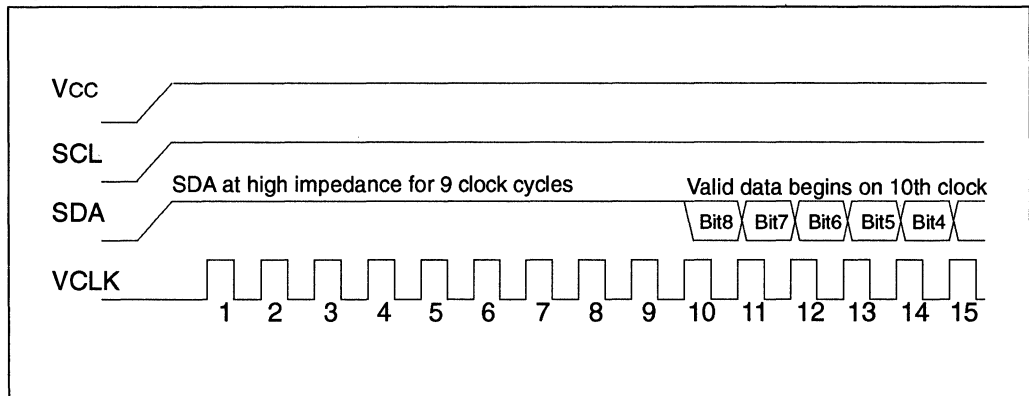 Vcc
SCL
SDA at high impedance for 9 clock cycles
Valid data begins on 10th clock
SDA
Bit8 Bit7 Bit6 Bit5 Bit4
VCLK
1 2 3 4 5 6 7 8 9 10 11 12 13 14 15